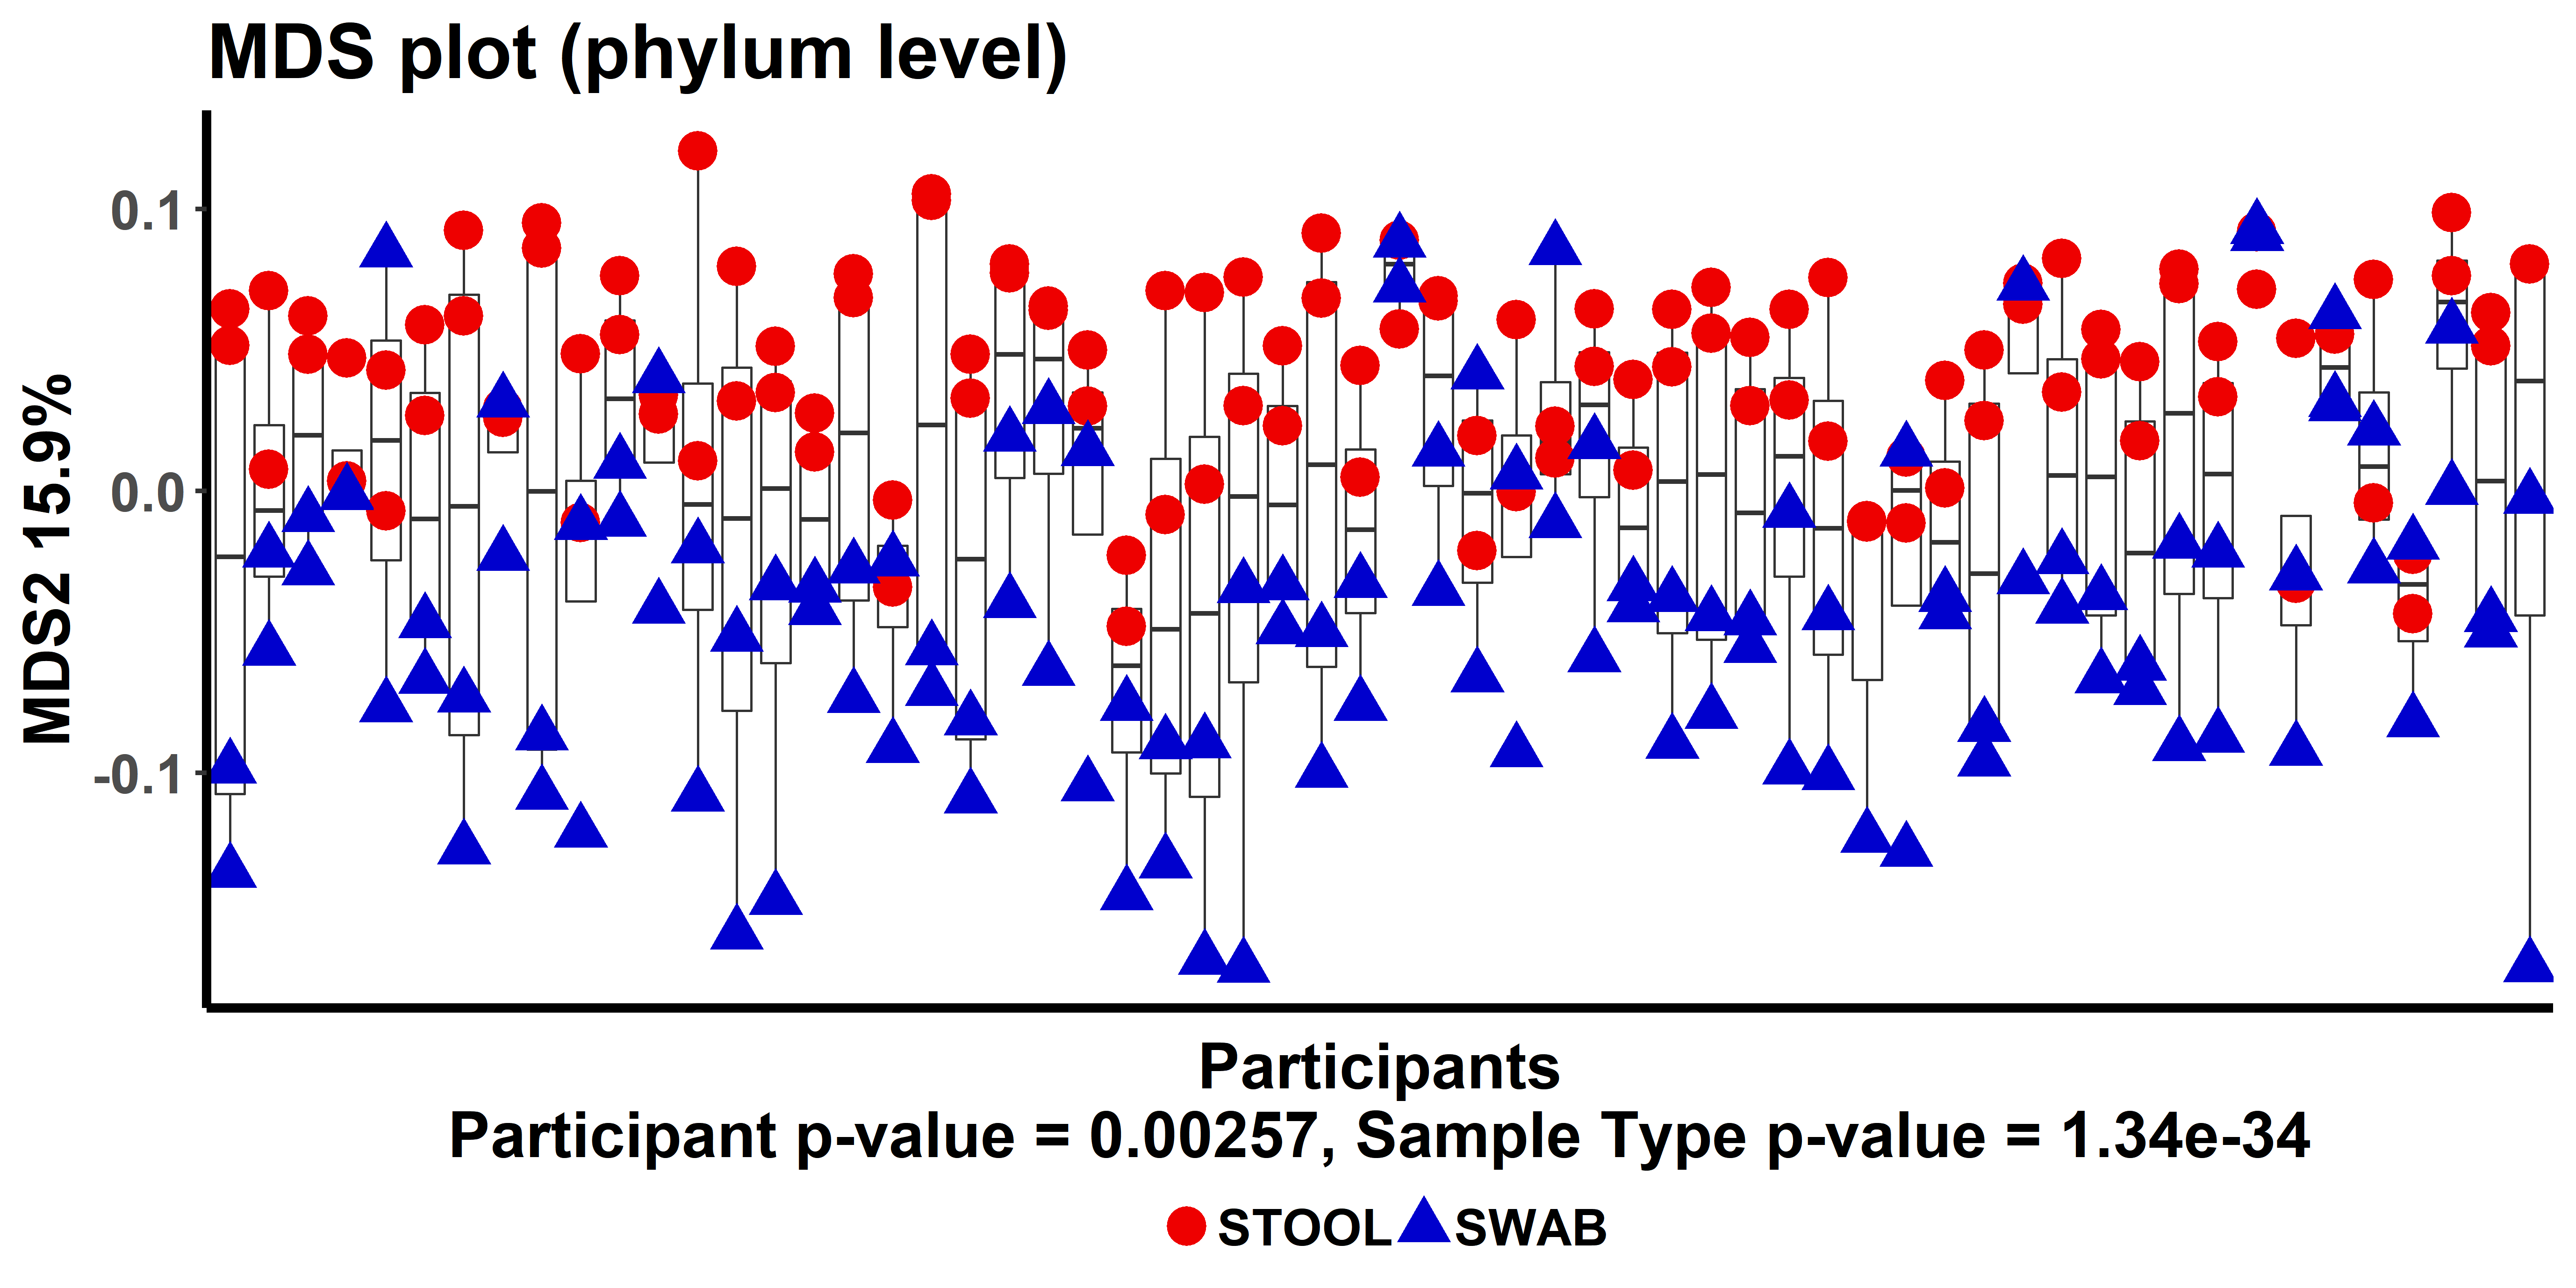 MDS plot (phylum level)
MDS2 15.9%
0.1
0.0
-0.1
Participants
Participant p-value = 0.00257, Sample Type p-value = 1.34e-34
STOOL SWAB